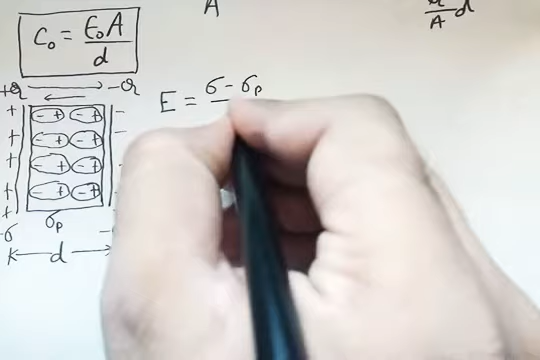 A
A d
C₀ = ε₀A
d
+Q -Q
E = σ - σₚ
+ - + - + -
+ - + - + -
+ - + - +
+ - + - +
+
σₚ
σ -
d